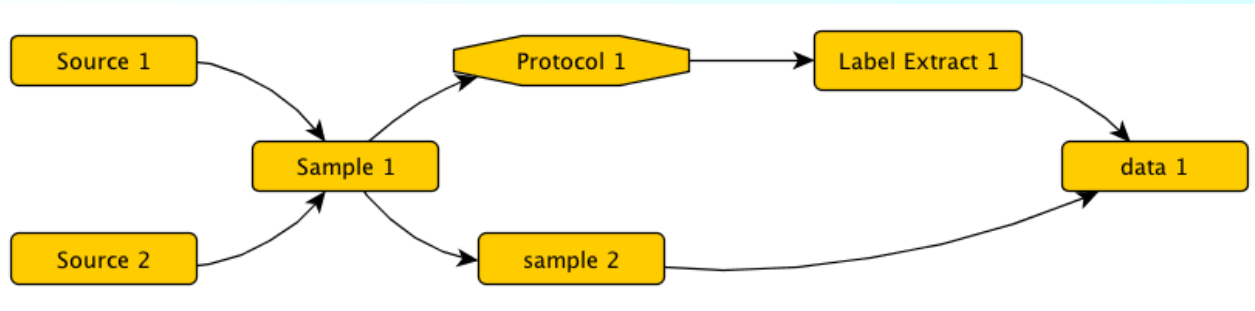 Source 1
Protocol 1
Label Extract 1
Sample 1
data 1
Source 2
sample 2